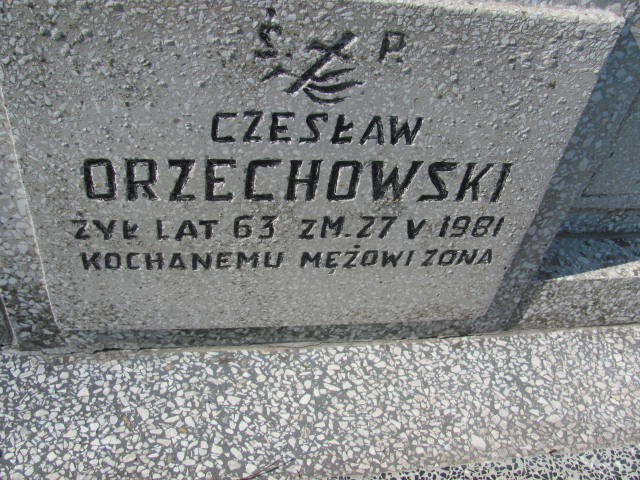 Ś. P.
CZESŁAW
ORZECHOWSKI
ŻYŁ LAT 63 ZM. 27 V 1981
KOCHANEMU MĘŻOWI ŻONA